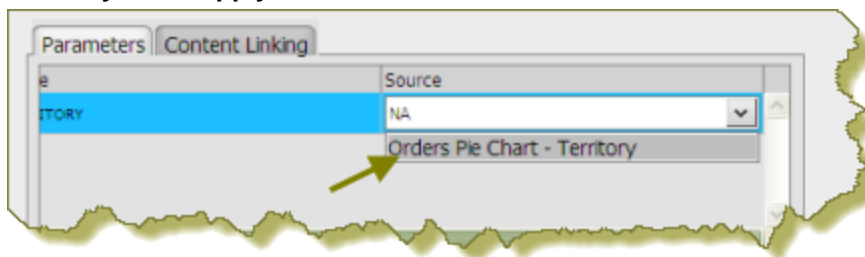 Parameters Content Linking
e Source
ITORY NA
Orders Pie Chart - Territory